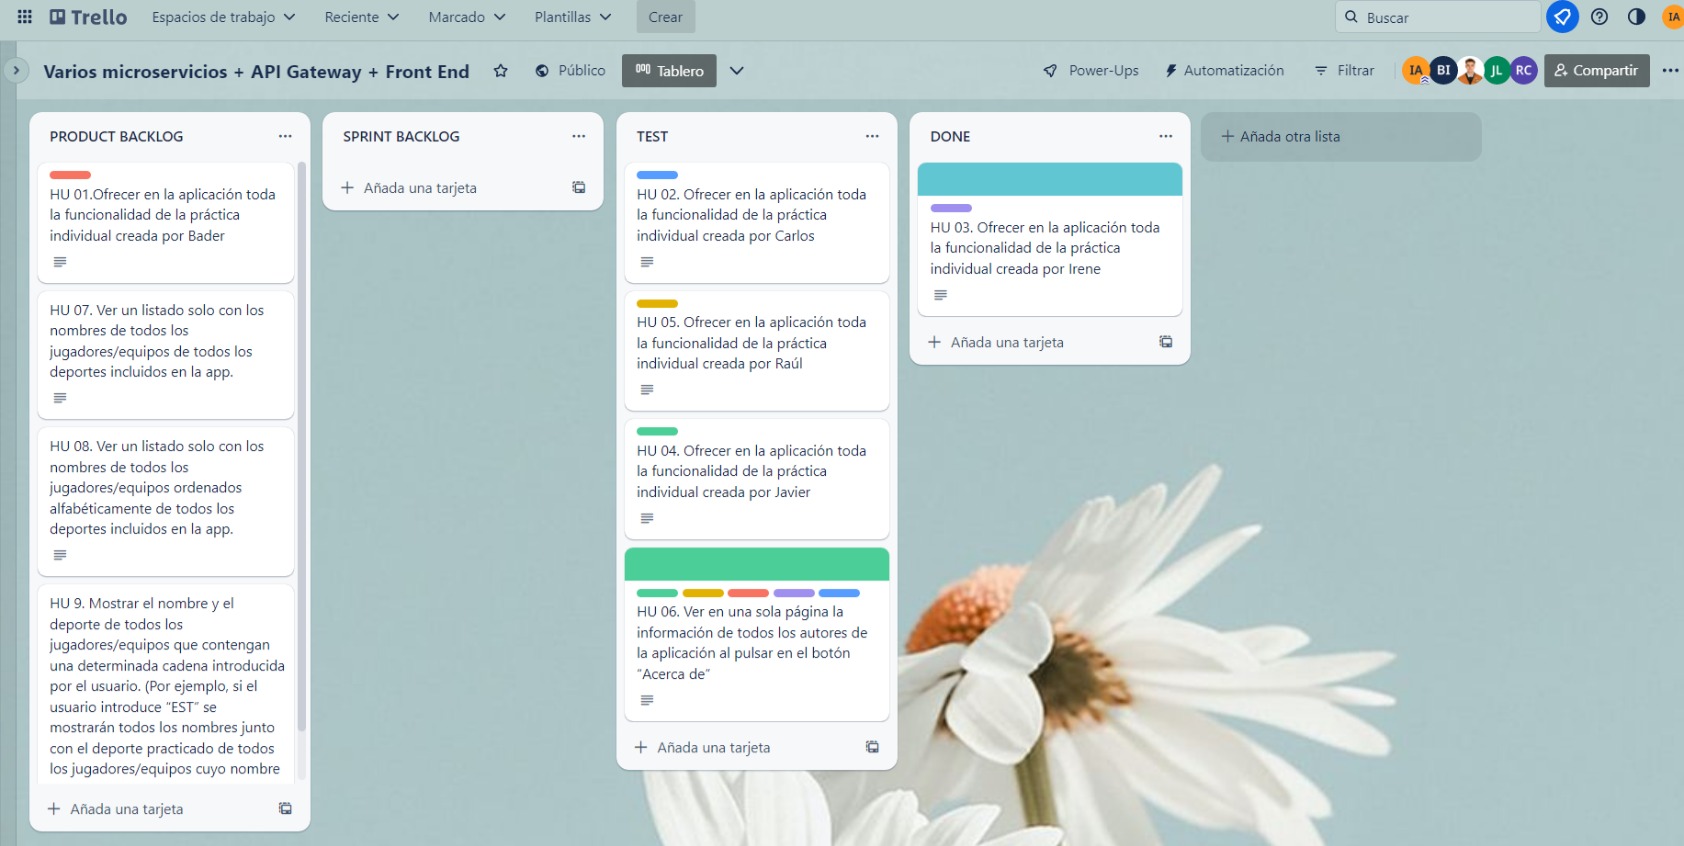 Trello
Espacios de trabajo
Reciente
Marcado
Plantillas
Crear
Buscar
IA
Varios microservicios + API Gateway + Front End
Público
Tablero
Power-Ups
Automatización
Filtrar
IA
BI
JL
RC
Compartir
PRODUCT BACKLOG
HU 01.Ofrecer en la aplicación toda
la funcionalidad de la práctica
individual creada por Bader
HU 07. Ver un listado solo con los
nombres de todos los
jugadores/equipos de todos los
deportes incluidos en la app.
HU 08. Ver un listado solo con los
nombres de todos los
jugadores/equipos ordenados
alfabéticamente de todos los
deportes incluidos en la app.
HU 9. Mostrar el nombre y el
deporte de todos los
jugadores/equipos que contengan
una determinada cadena introducida
por el usuario. (Por ejemplo, si el
usuario introduce “EST” se
mostrarán todos los nombres junto
con el deporte practicado de todos
los jugadores/equipos cuyo nombre
Añada una tarjeta
SPRINT BACKLOG
Añada una tarjeta
TEST
HU 02. Ofrecer en la aplicación toda
la funcionalidad de la práctica
individual creada por Carlos
HU 05. Ofrecer en la aplicación toda
la funcionalidad de la práctica
individual creada por Raúl
HU 04. Ofrecer en la aplicación toda
la funcionalidad de la práctica
individual creada por Javier
HU 06. Ver en una sola página la
información de todos los autores de
la aplicación al pulsar en el botón
“Acerca de”
Añada una tarjeta
DONE
HU 03. Ofrecer en la aplicación toda
la funcionalidad de la práctica
individual creada por Irene
Añada una tarjeta
Añada otra lista